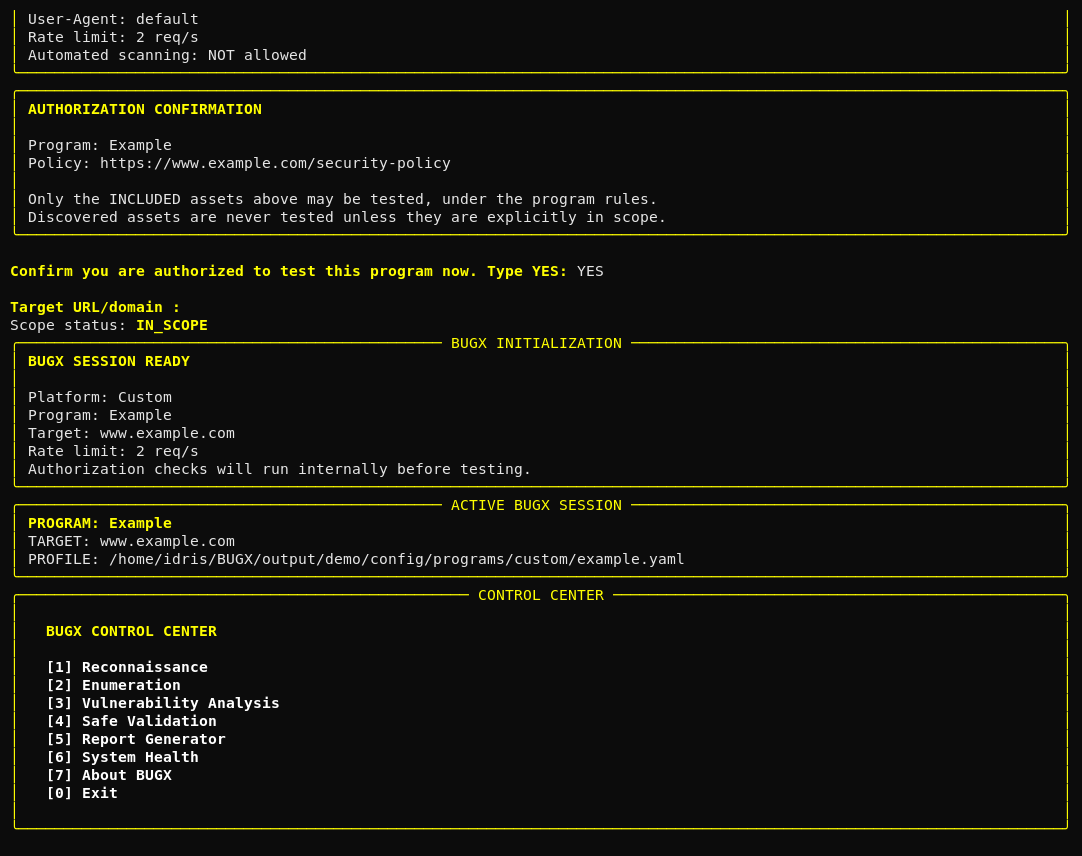 User-Agent: default
Rate limit: 2 req/s
Automated scanning: NOT allowed
AUTHORIZATION CONFIRMATION
Program: Example
Policy: https://www.example.com/security-policy
Only the INCLUDED assets above may be tested, under the program rules.
Discovered assets are never tested unless they are explicitly in scope.
Confirm you are authorized to test this program now. Type YES: YES
Target URL/domain :
Scope status: IN_SCOPE
BUGX INITIALIZATION
BUGX SESSION READY
Platform: Custom
Program: Example
Target: www.example.com
Rate limit: 2 req/s
Authorization checks will run internally before testing.
ACTIVE BUGX SESSION
PROGRAM: Example
TARGET: www.example.com
PROFILE: /home/idris/BUGX/output/demo/config/programs/custom/example.yaml
CONTROL CENTER
BUGX CONTROL CENTER
[1] Reconnaissance
[2] Enumeration
[3] Vulnerability Analysis
[4] Safe Validation
[5] Report Generator
[6] System Health
[7] About BUGX
[0] Exit